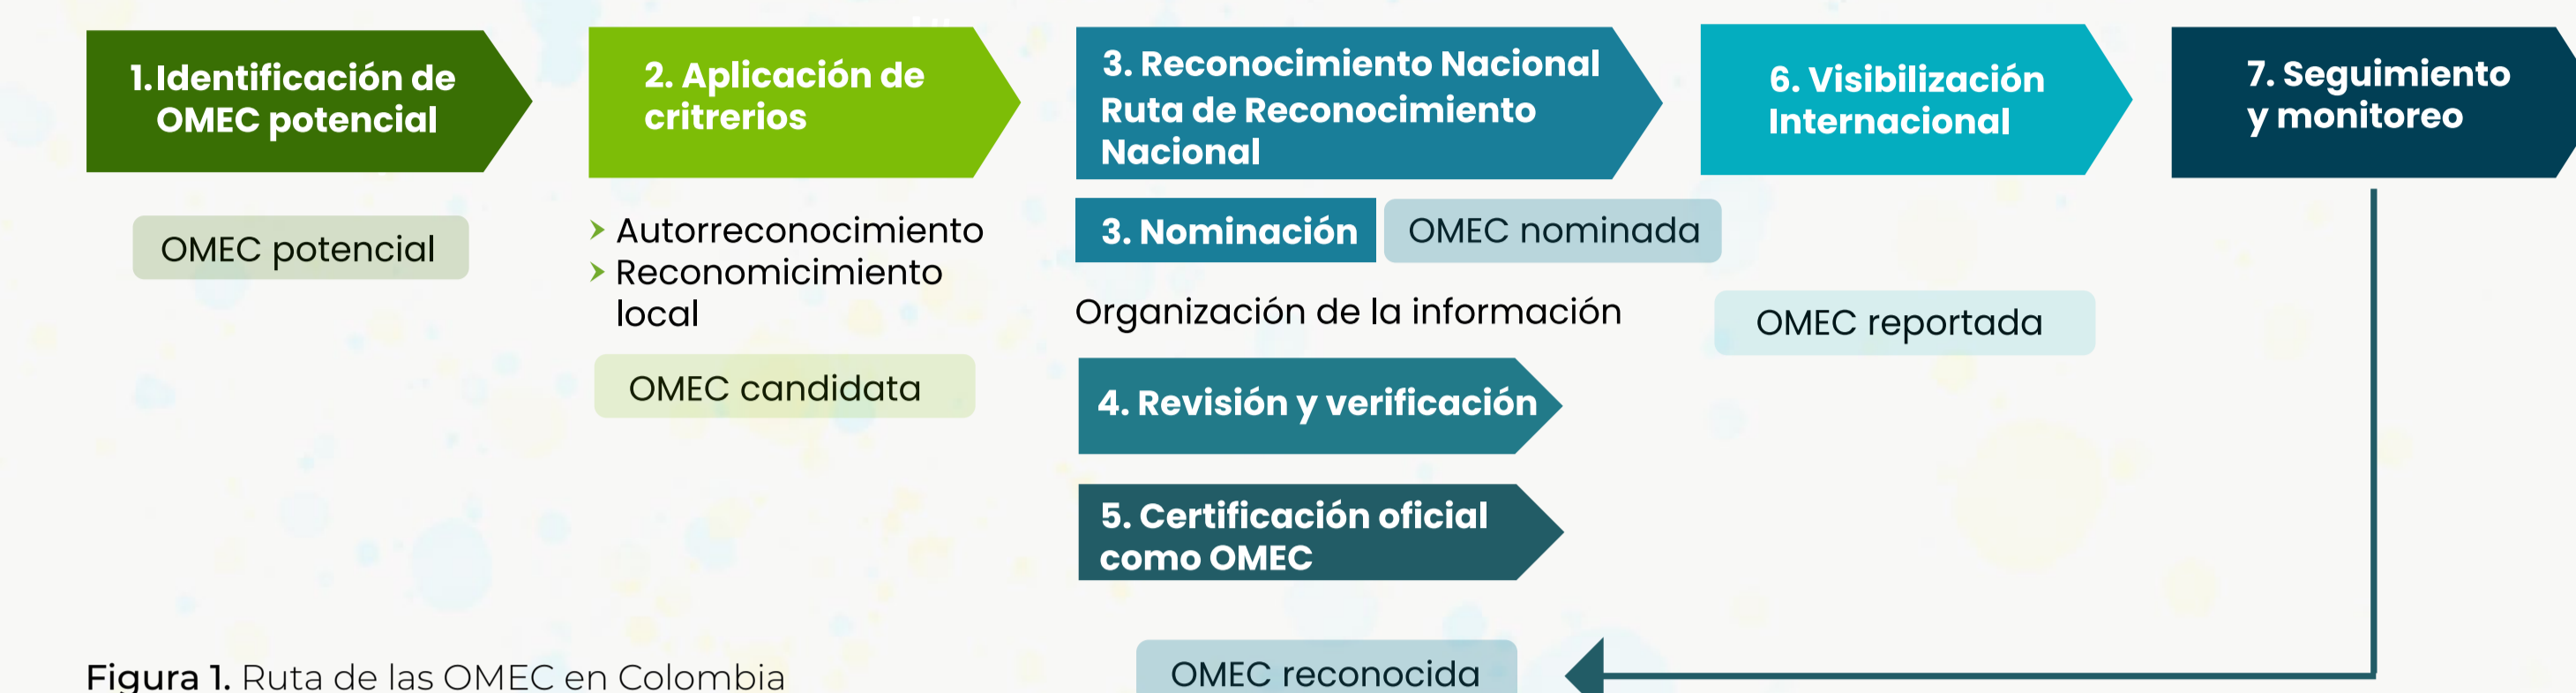 1. Identificación de
OMEC potencial
OMEC potencial
2. Aplicación de
critrerios
Autorreconocimiento
Reconomicimiento
local
OMEC candidata
3. Reconocimiento Nacional
Ruta de Reconocimiento
Nacional
3. Nominación
OMEC nominada
Organización de la información
4. Revisión y verificación
5. Certificación oficial
como OMEC
OMEC reconocida
6. Visibilización
Internacional
OMEC reportada
7. Seguimiento
y monitoreo
Figura 1. Ruta de las OMEC en Colombia